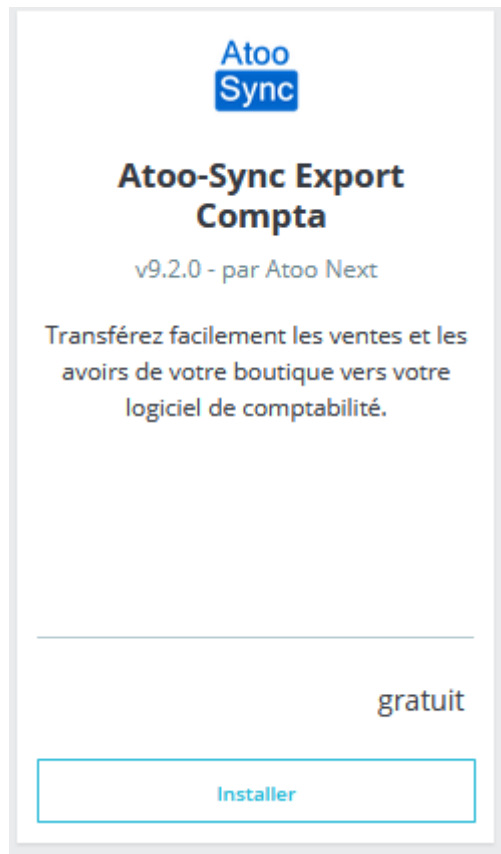 Atoo
Sync
Atoo-Sync Export
Compta
v9.2.0 - par Atoo Next
Transférez facilement les ventes et les
avoirs de votre boutique vers votre
logiciel de comptabilité.
gratuit
Installer